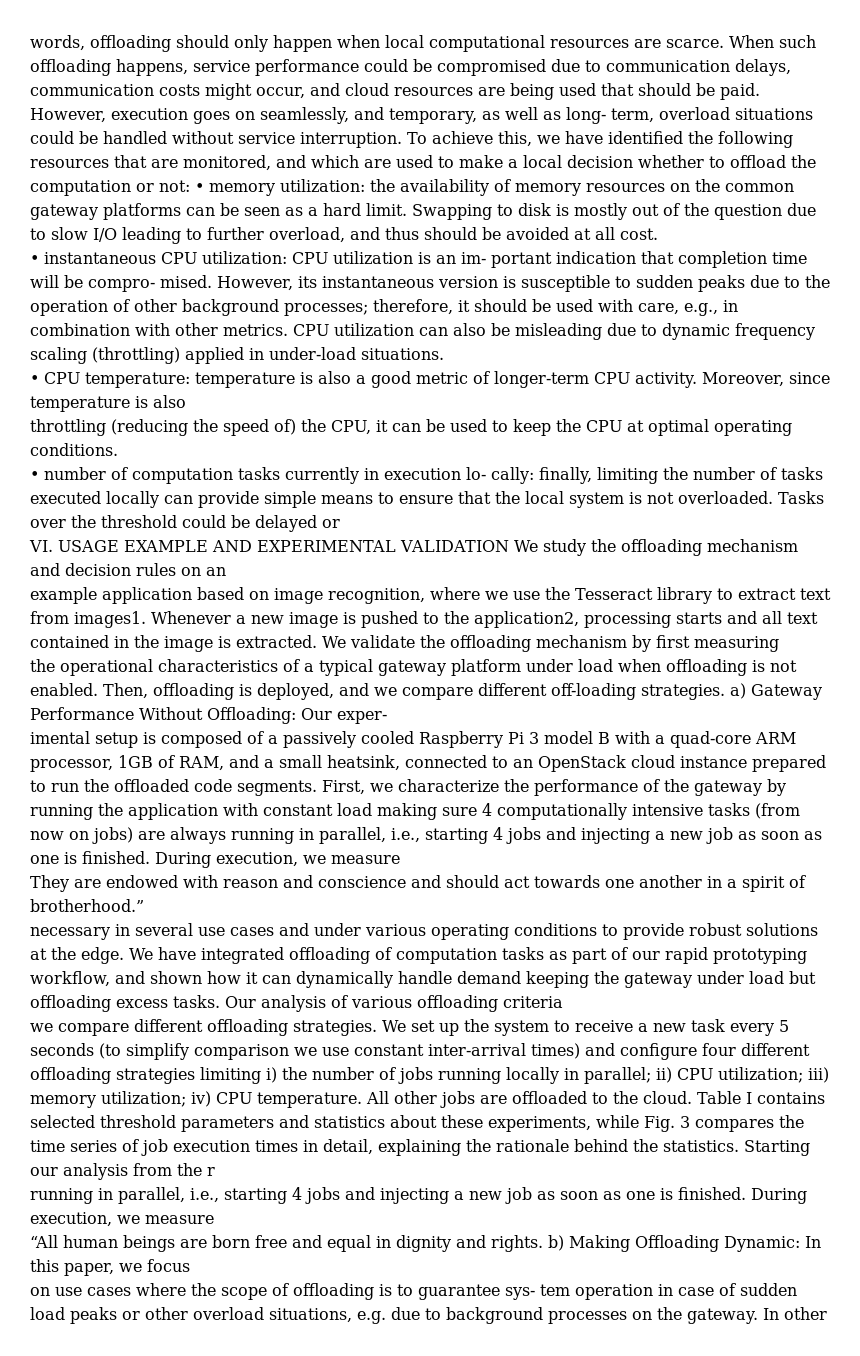 words, offloading should only happen when local computational resources are scarce. When such
offloading happens, service performance could be compromised due to communication delays,
communication costs might occur, and cloud resources are being used that should be paid.
However, execution goes on seamlessly, and temporary, as well as long- term, overload situations
could be handled without service interruption. To achieve this, we have identified the following
resources that are monitored, and which are used to make a local decision whether to offload the
computation or not: • memory utilization: the availability of memory resources on the common
gateway platforms can be seen as a hard limit. Swapping to disk is mostly out of the question due
to slow I/O leading to further overload, and thus should be avoided at all cost.
• instantaneous CPU utilization: CPU utilization is an im- portant indication that completion time
will be compro- mised. However, its instantaneous version is susceptible to sudden peaks due to the
operation of other background processes; therefore, it should be used with care, e.g., in
combination with other metrics. CPU utilization can also be misleading due to dynamic frequency
scaling (throttling) applied in under-load situations.
• CPU temperature: temperature is also a good metric of longer-term CPU activity. Moreover, since
temperature is also
throttling (reducing the speed of) the CPU, it can be used to keep the CPU at optimal operating
conditions.
• number of computation tasks currently in execution lo- cally: finally, limiting the number of tasks
executed locally can provide simple means to ensure that the local system is not overloaded. Tasks
over the threshold could be delayed or
VI. USAGE EXAMPLE AND EXPERIMENTAL VALIDATION We study the offloading mechanism
and decision rules on an
example application based on image recognition, where we use the Tesseract library to extract text
from images1. Whenever a new image is pushed to the application2, processing starts and all text
contained in the image is extracted. We validate the offloading mechanism by first measuring
the operational characteristics of a typical gateway platform under load when offloading is not
enabled. Then, offloading is deployed, and we compare different off-loading strategies. a) Gateway
Performance Without Offloading: Our exper-
imental setup is composed of a passively cooled Raspberry Pi 3 model B with a quad-core ARM
processor, 1GB of RAM, and a small heatsink, connected to an OpenStack cloud instance prepared
to run the offloaded code segments. First, we characterize the performance of the gateway by
running the application with constant load making sure 4 computationally intensive tasks (from
now on jobs) are always running in parallel, i.e., starting 4 jobs and injecting a new job as soon as
one is finished. During execution, we measure
They are endowed with reason and conscience and should act towards one another in a spirit of
brotherhood.”
necessary in several use cases and under various operating conditions to provide robust solutions
at the edge. We have integrated offloading of computation tasks as part of our rapid prototyping
workflow, and shown how it can dynamically handle demand keeping the gateway under load but
offloading excess tasks. Our analysis of various offloading criteria
we compare different offloading strategies. We set up the system to receive a new task every 5
seconds (to simplify comparison we use constant inter-arrival times) and configure four different
offloading strategies limiting i) the number of jobs running locally in parallel; ii) CPU utilization; iii)
memory utilization; iv) CPU temperature. All other jobs are offloaded to the cloud. Table I contains
selected threshold parameters and statistics about these experiments, while Fig. 3 compares the
time series of job execution times in detail, explaining the rationale behind the statistics. Starting
our analysis from the r
running in parallel, i.e., starting 4 jobs and injecting a new job as soon as one is finished. During
execution, we measure
“All human beings are born free and equal in dignity and rights. b) Making Offloading Dynamic: In
this paper, we focus
on use cases where the scope of offloading is to guarantee sys- tem operation in case of sudden
load peaks or other overload situations, e.g. due to background processes on the gateway. In other